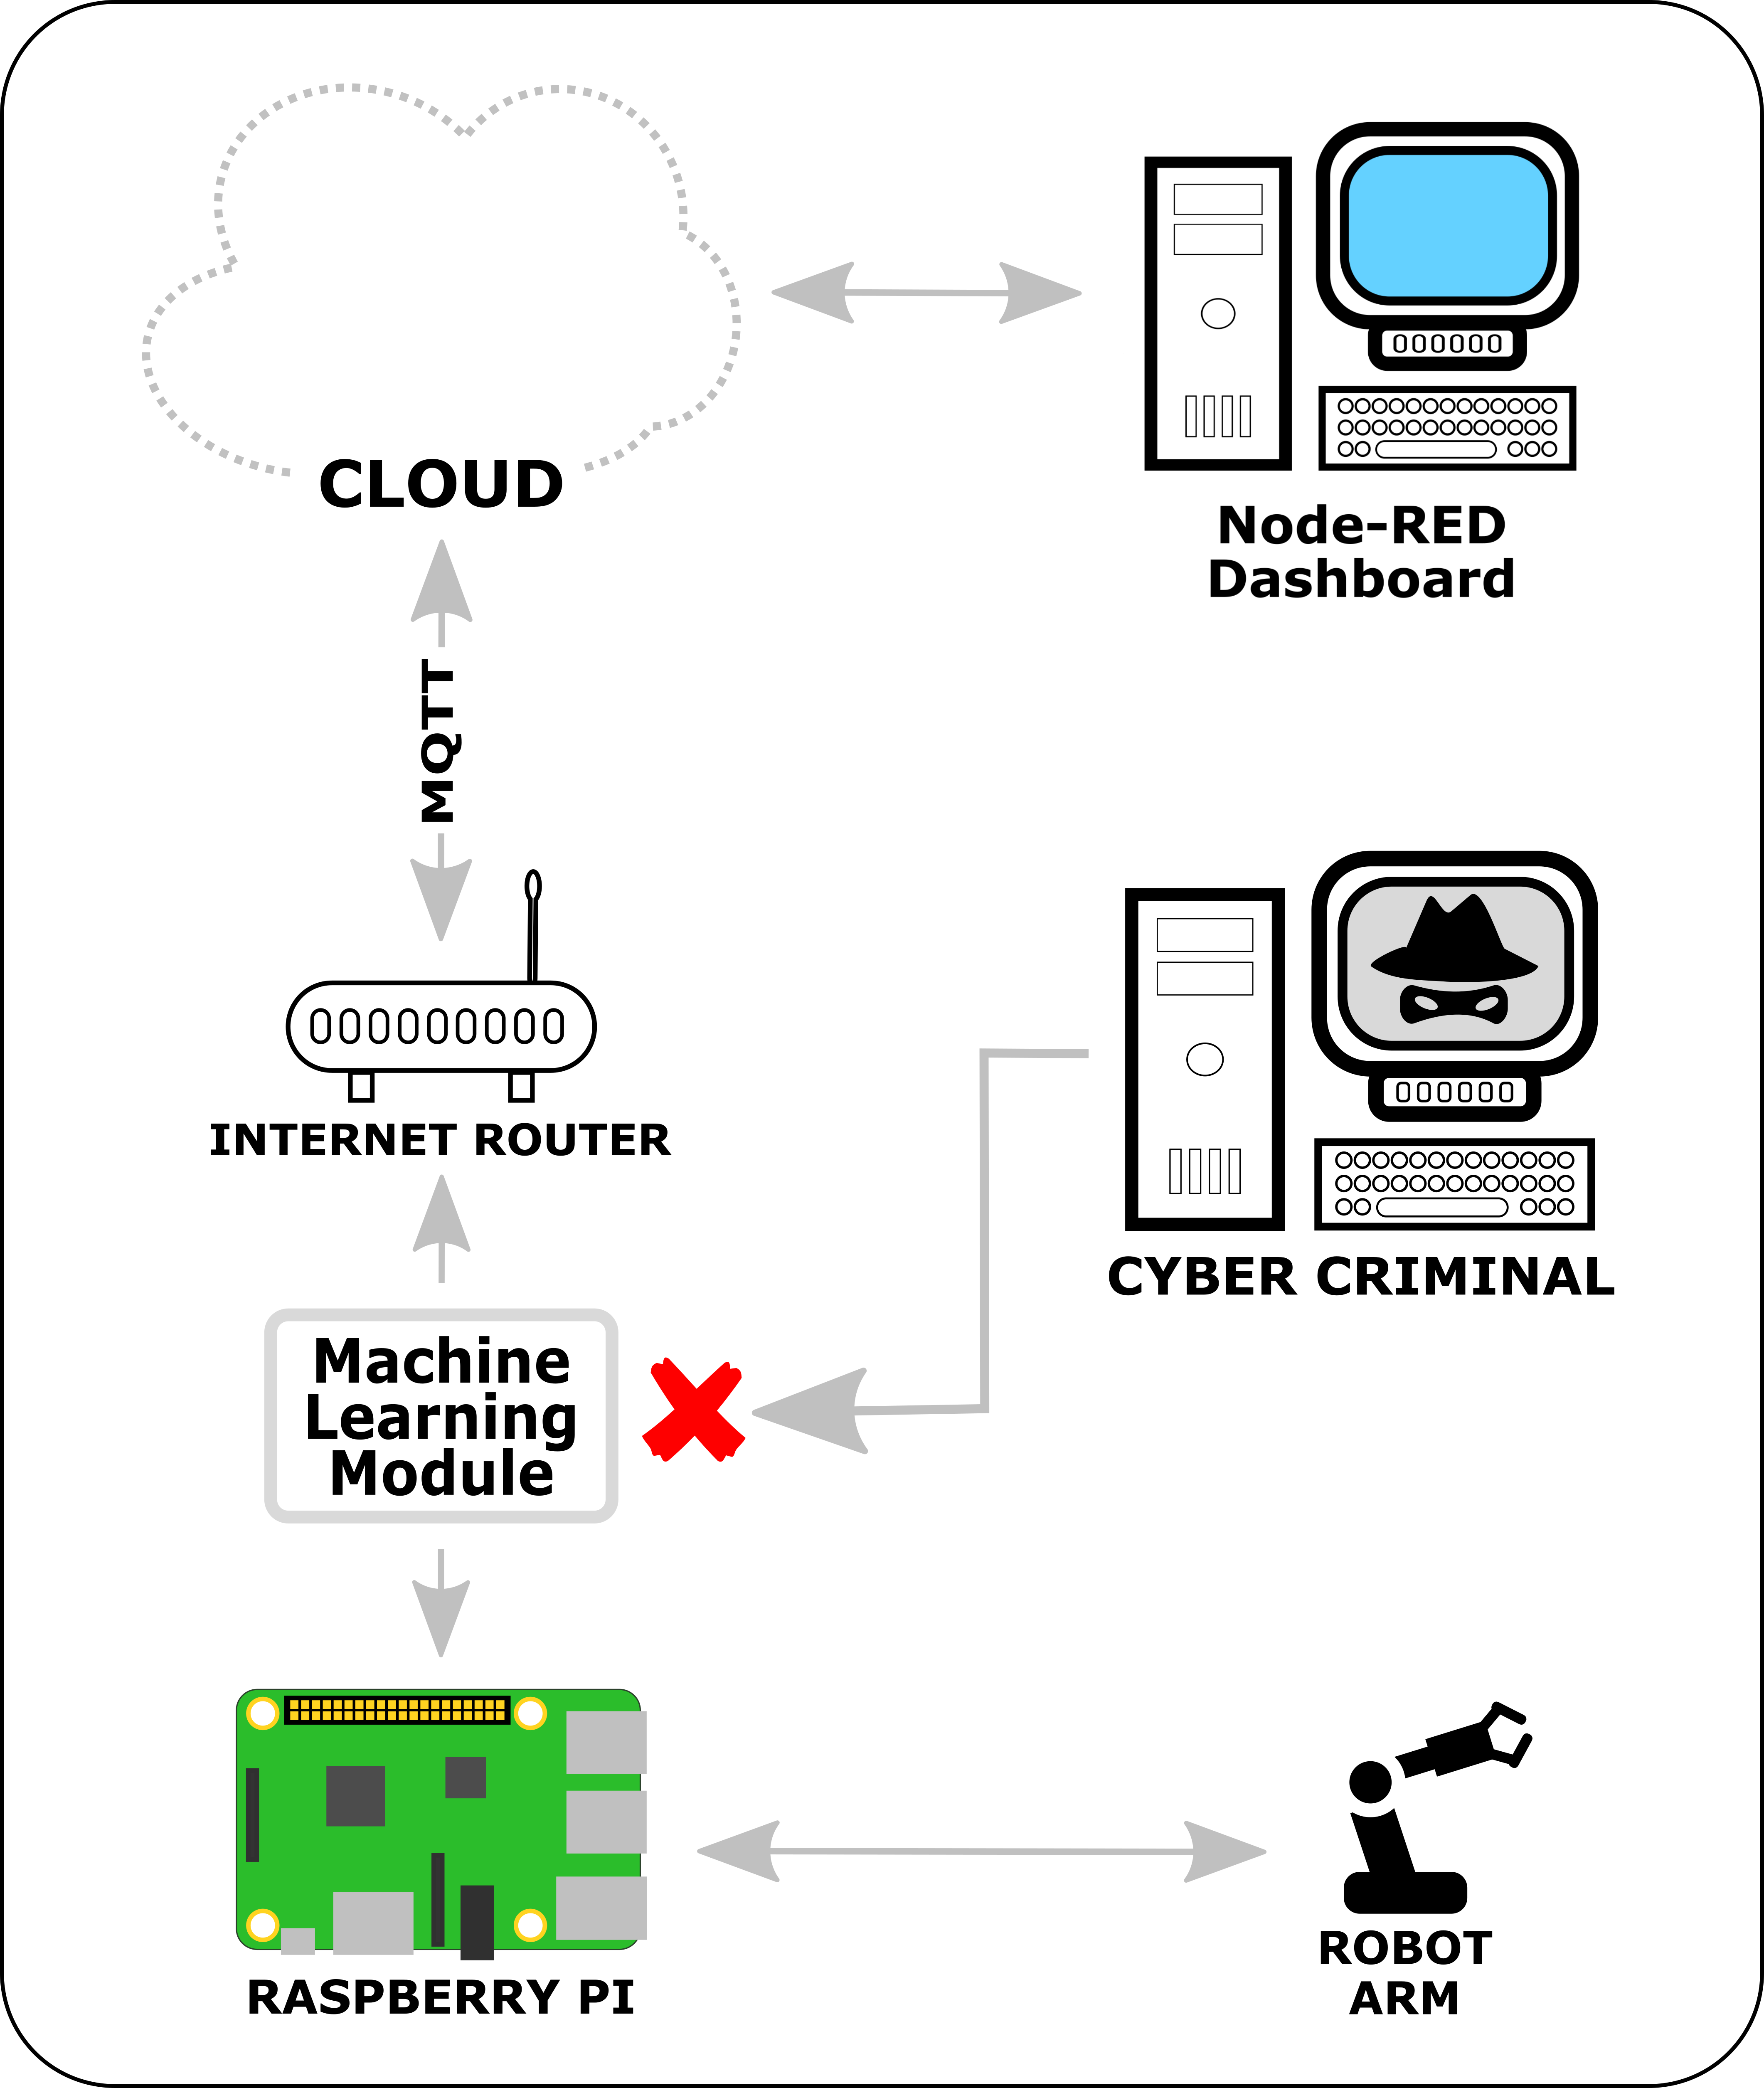 CLOUD
Node-RED
Dashboard
MQTT
INTERNET ROUTER
CYBER CRIMINAL
Machine
Learning
Module
RASPBERRY PI
ROBOT
ARM